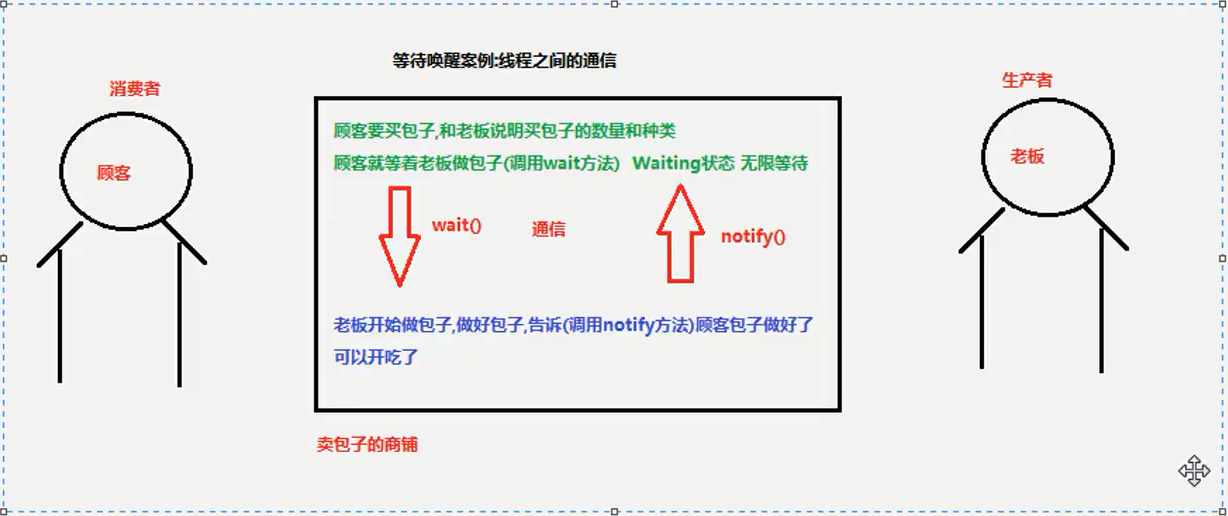 等待唤醒案例:线程之间的通信
消费者
生产者
顾客
老板
顾客要买包子,和老板说明买包子的数量和种类
顾客就等着老板做包子(调用wait方法) Waiting状态 无限等待
wait()
通信
notify()
老板开始做包子,做好包子,告诉(调用notify方法)顾客包子做好了
可以开吃了
卖包子的商铺